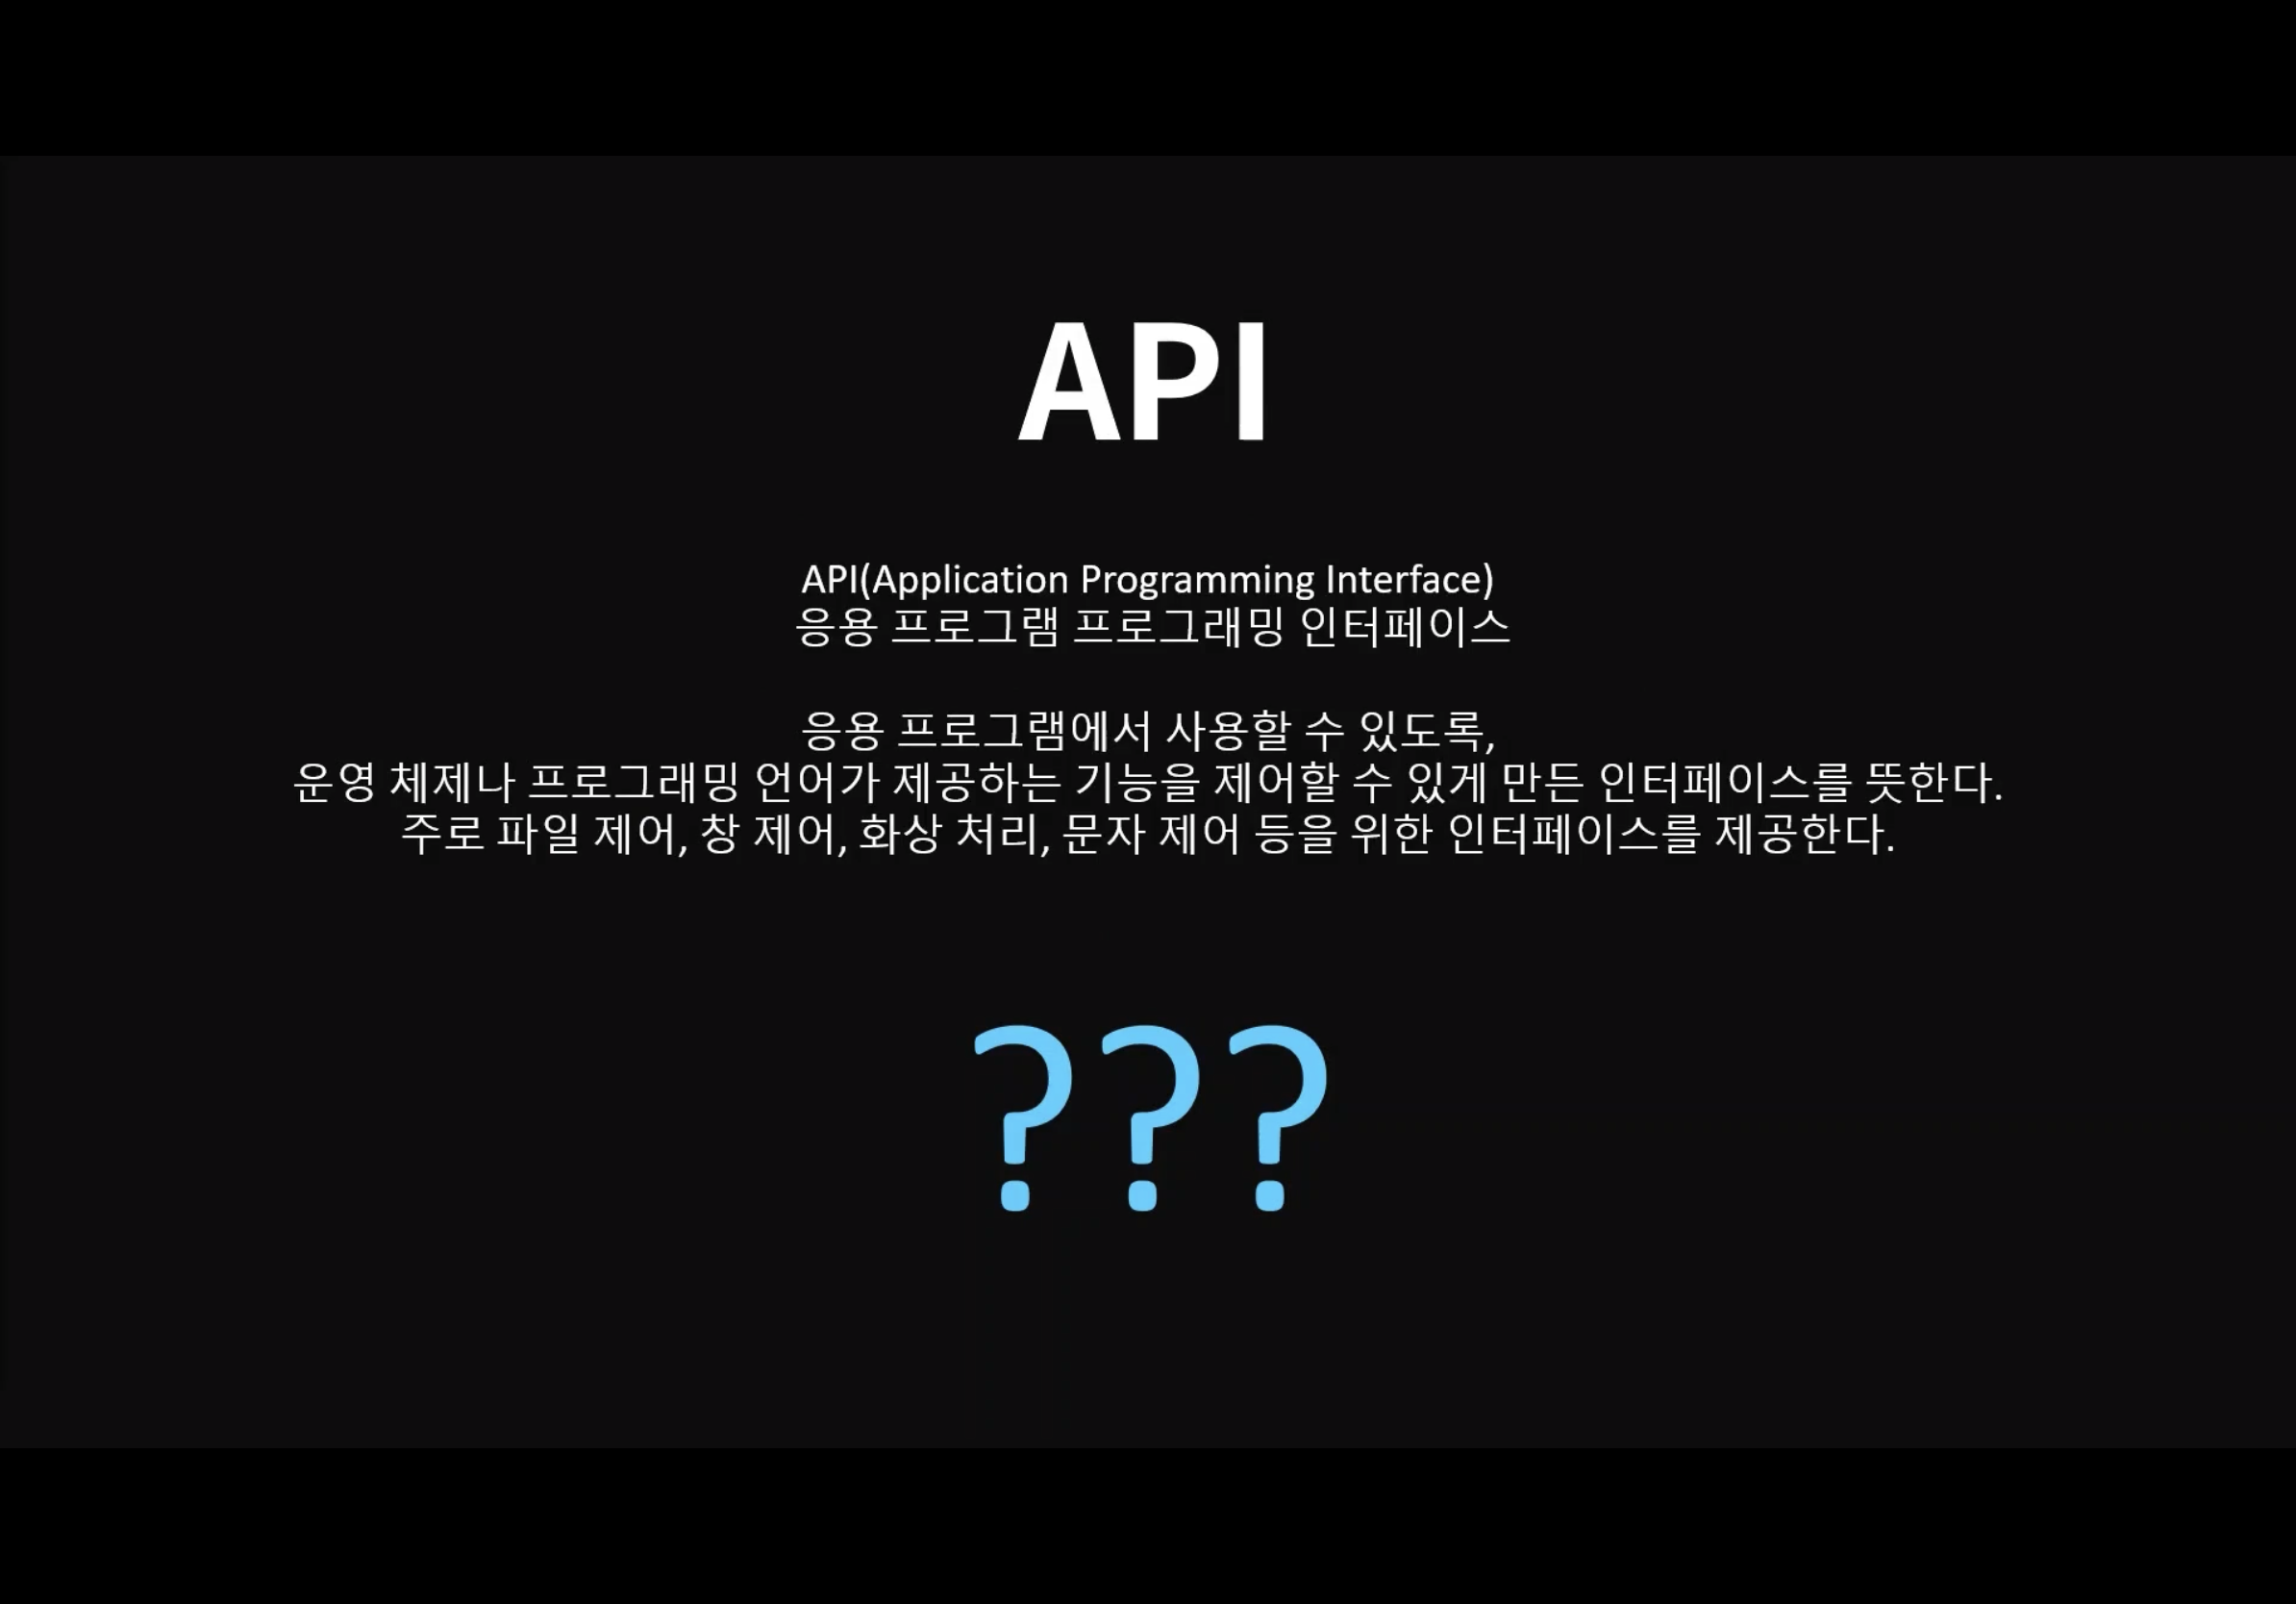 API
API(Application Programming Interface)
응용 프로그램 프로그래밍 인터페이스
응용 프로그램에서 사용할 수 있도록,
운영 체제나 프로그래밍 언어가 제공하는 기능을 제어할 수 있게 만든 인터페이스를 뜻한다.
주로 파일 제어, 창 제어, 화상 처리, 문자 제어 등을 위한 인터페이스를 제공한다.
???